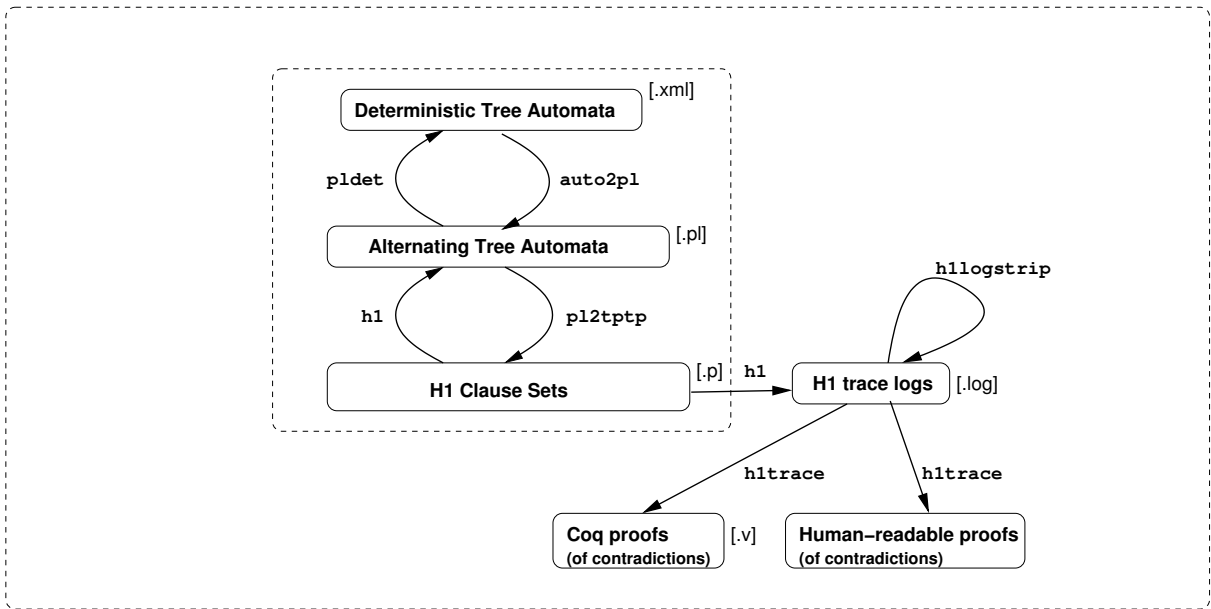 [.xml]
Deterministic Tree Automata
pldet
auto2pl
[.pl]
Alternating Tree Automata
h1logstrip
h1
pl2tptp
[.p]
h1
H1 Clause Sets
H1 trace logs
[.log]
h1trace
h1trace
Coq proofs
(of contradictions)
[.v]
Human−readable proofs
(of contradictions)